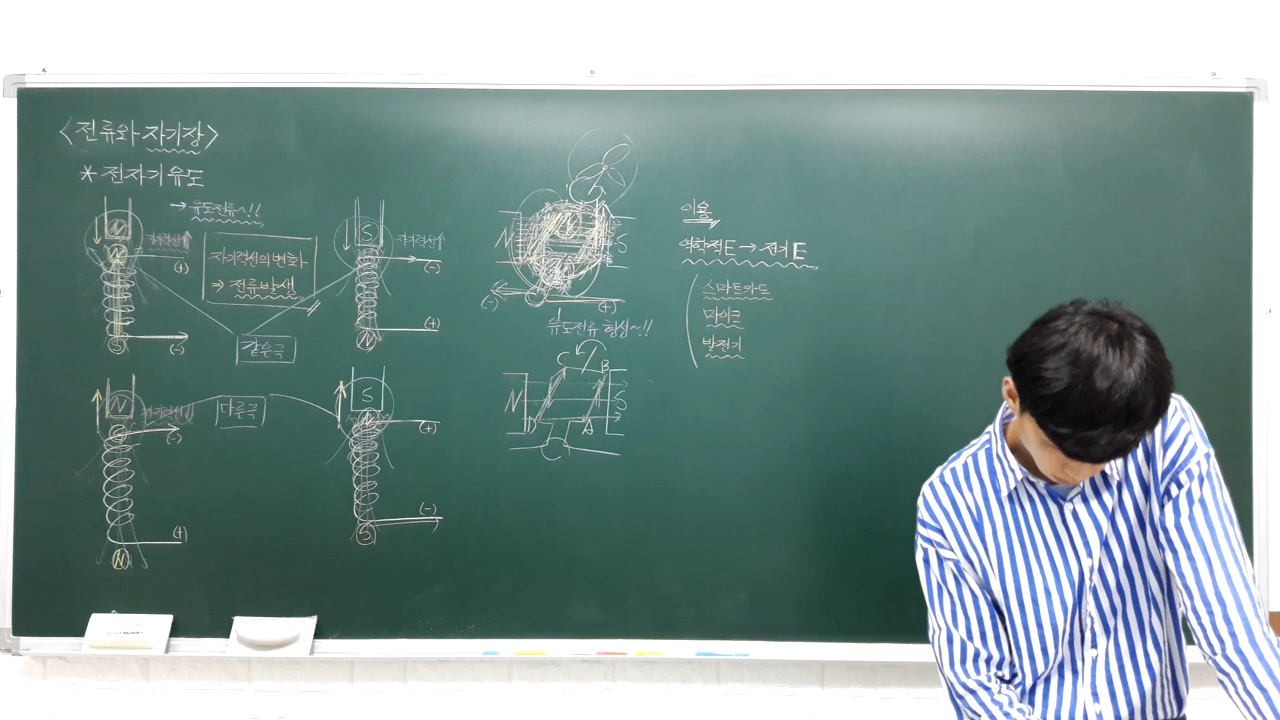 <전류와 자기장>
* 전자기유도
→ 유도전류~!!
N
N
S
자기력선↑
(+)
(-)
자기력선의 변화
→ 전류발생
S
N
자기력선↑
(-)
(+)
같은극
N
자기력선↓
S
(-)
(+)
N
다른극
S
N
(+)
(-)
S
N
S
(-)
(+)
유도전류 형성~!!
C
B
N
S
D
A
이용
역학적E → 전기E
스마트카드
마이크
발전기